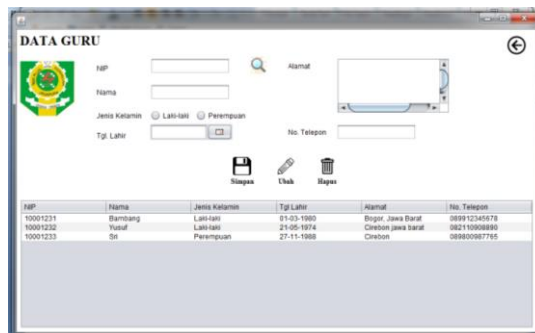 DATA GURU
NIP
Alamat
Nama
Jenis Kelamin Laki-laki Perempuan
Tgl. Lahir
No. Telepon
Simpan Ubah Hapus
NIP Nama Jenis Kelamin Tgl Lahir Alamat No. Telepon
10001231 Bambang Laki-laki 01-03-1980 Bogor, Jawa Barat 089912345678
10001232 Yusuf Laki-laki 21-05-1974 Cirebon jawa barat 082110908890
10001233 Sri Perempuan 27-11-1988 Cirebon 089800987765